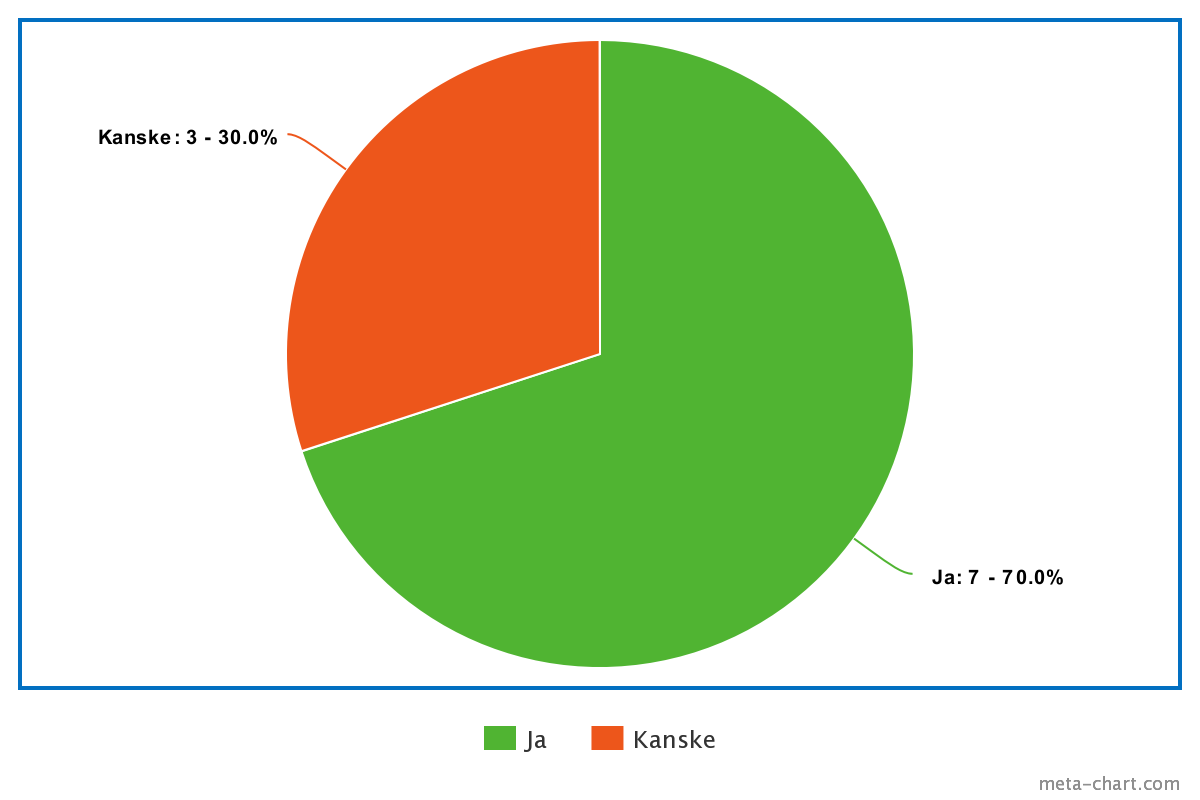 Kanske: 3 - 30.0%
Ja: 7 - 70.0%
Ja
Kanske
meta-chart.com